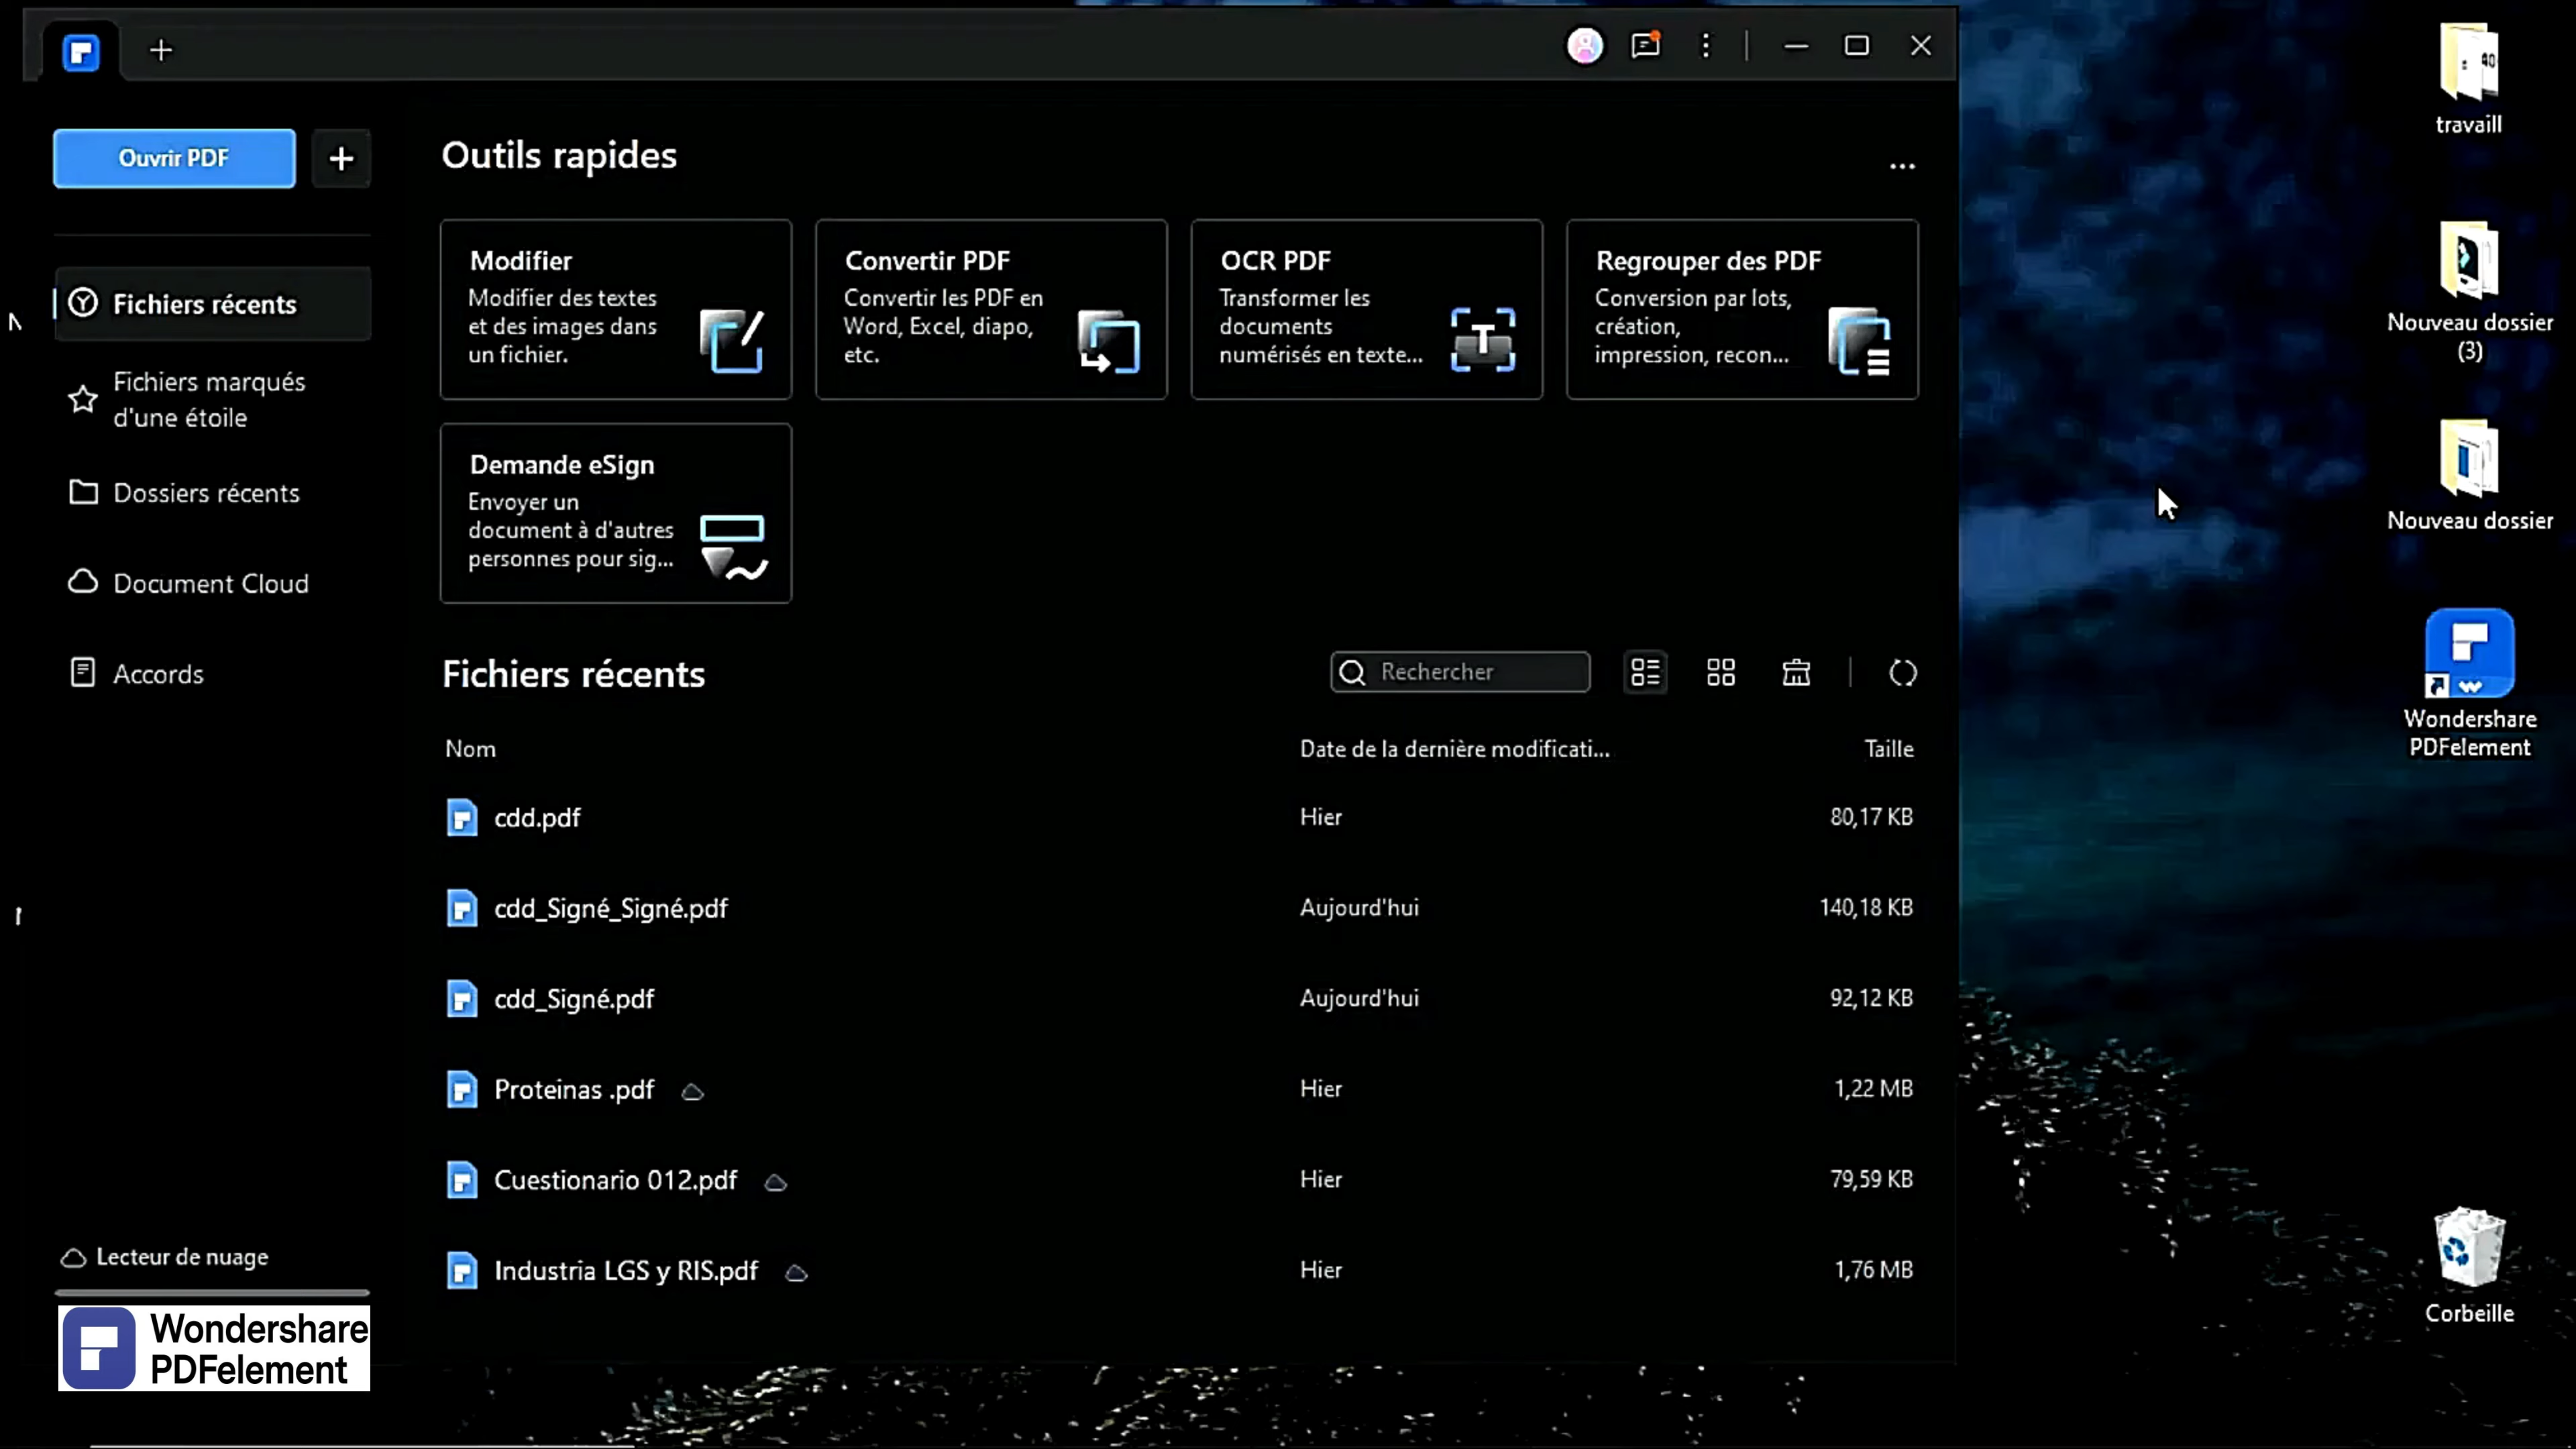 Ouvrir PDF
Fichiers récents
Fichiers marqués
d'une étoile
Dossiers récents
Document Cloud
Accords
Lecteur de nuage
Wondershare
PDFelement
Outils rapides
Modifier
Modifier des textes
et des images dans
un fichier.
Convertir PDF
Convertir les PDF en
Word, Excel, diapo,
etc.
OCR PDF
Transformer les
documents
numérisés en texte...
Regrouper des PDF
Conversion par lots,
création,
impression, recon...
Demande eSign
Envoyer un
document à d'autres
personnes pour sig...
Fichiers récents
Rechercher
Nom Date de la dernière modificati... Taille
cdd.pdf Hier 80,17 KB
cdd_Signé_Signé.pdf Aujourd'hui 140,18 KB
cdd_Signé.pdf Aujourd'hui 92,12 KB
Proteinas .pdf Hier 1,22 MB
Cuestionario 012.pdf Hier 79,59 KB
Industria LGS y RIS.pdf Hier 1,76 MB
travaill
Nouveau dossier
(3)
Nouveau dossier
Wondershare
PDFelement
Corbeille